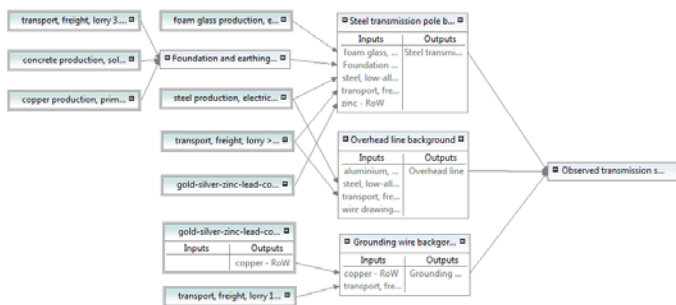 transport, freight, lorry 3....
concrete production, sol...
copper production, prim...
foam glass production, e...
Foundation and earthing...
steel production, electric...
transport, freight, lorry >...
gold-silver-zinc-lead-co...
gold-silver-zinc-lead-co...
Inputs Outputs
copper - RoW
transport, freight, lorry 1...
Steel transmission pole b...
Inputs Outputs
foam glass, ... Steel transmi...
Foundation ...
steel, low-all...
transport, fre...
zinc - RoW
Overhead line background
Inputs Outputs
aluminium, ... Overhead line
steel, low-all...
transport, fre...
wire drawing...
Grounding wire backgor...
Inputs Outputs
copper - RoW Grounding ...
transport, fre...
Observed transmission s...